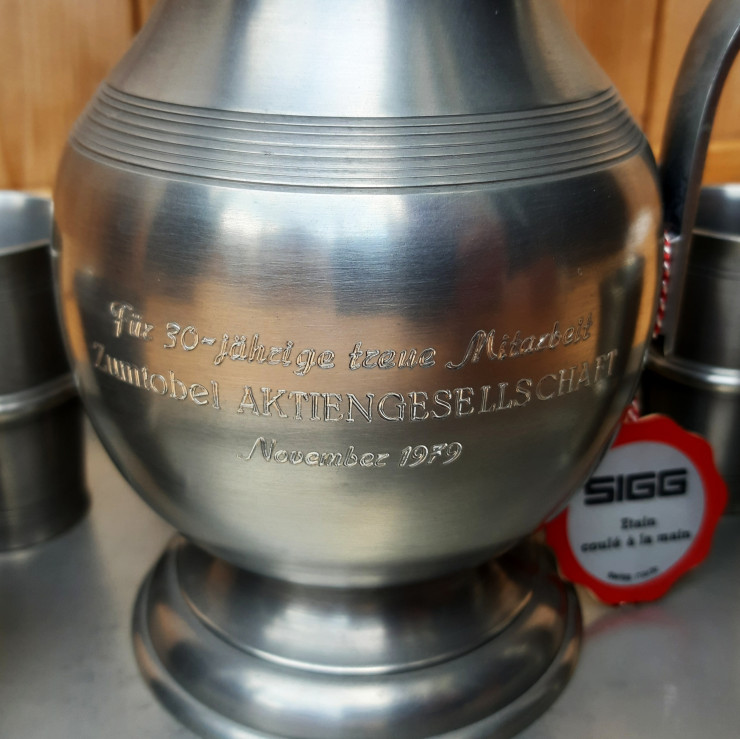 Für 30-jährige treue Mitarbeit
Zumtobel AKTIENGESELLSCHAFT
November 1979
SIGG
Etain
coulé à la main